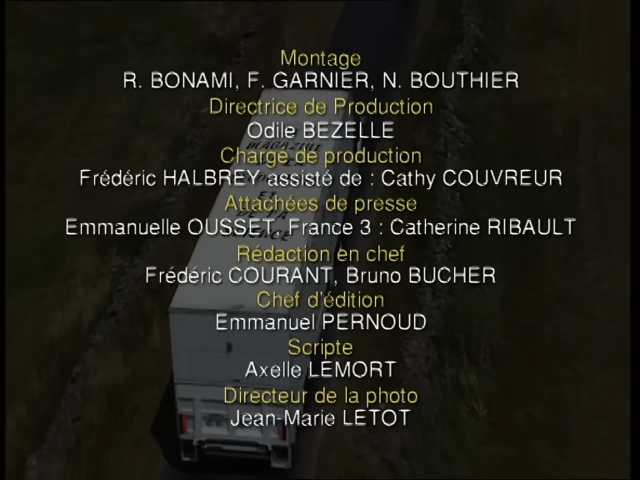 Montage
R. BONAMI, F. GARNIER, N. BOUTHIER
Directrice de Production
Odile BEZELLE
Chargé de production
Frédéric HALBREY assisté de : Cathy COUVREUR
Attachées de presse
Emmanuelle OUSSET, France 3 : Catherine RIBAULT
Rédaction en chef
Frédéric COURANT, Bruno BUCHER
Chef d'édition
Emmanuel PERNOUD
Scripte
Axelle LEMORT
Directeur de la photo
Jean-Marie LETOT